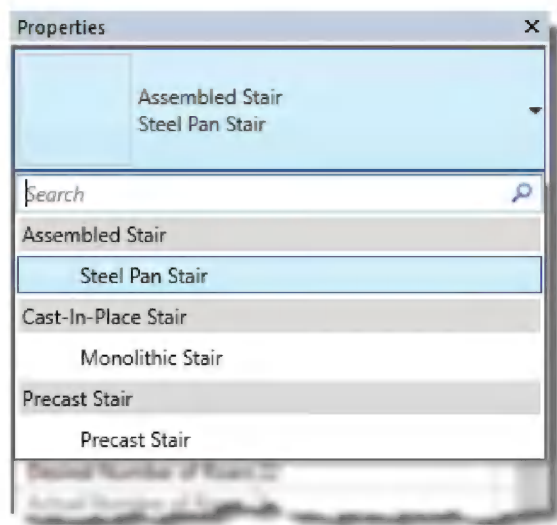 Properties
Assembled Stair
Steel Pan Stair
Search
Assembled Stair
Steel Pan Stair
Cast-In-Place Stair
Monolithic Stair
Precast Stair
Precast Stair